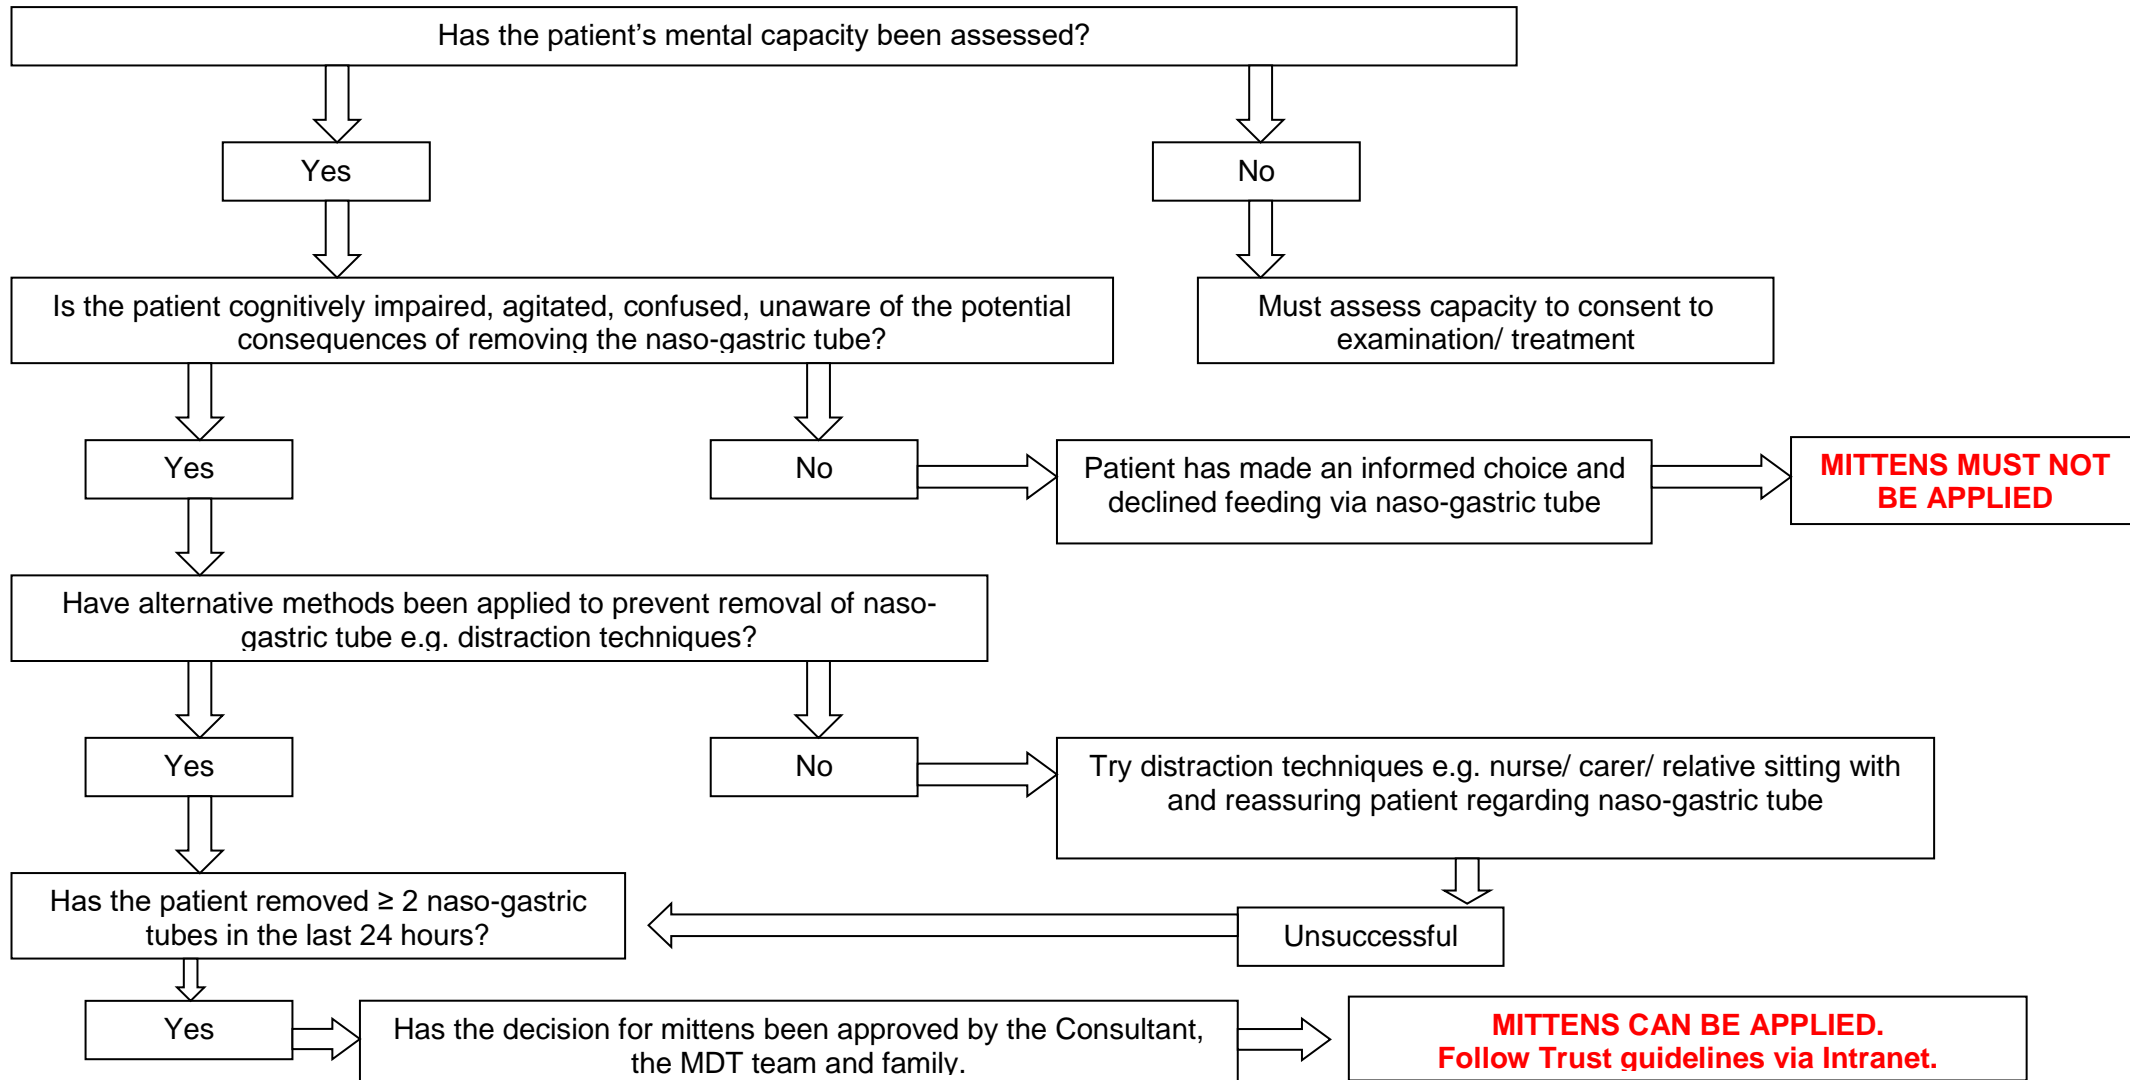 Has the patient’s mental capacity been assessed?
Yes
No
Is the patient cognitively impaired, agitated, confused, unaware of the potential
consequences of removing the naso-gastric tube?
Must assess capacity to consent to
examination/ treatment
Yes
No
Patient has made an informed choice and
declined feeding via naso-gastric tube
MITTENS MUST NOT
BE APPLIED
Have alternative methods been applied to prevent removal of naso-
gastric tube e.g. distraction techniques?
Yes
No
Try distraction techniques e.g. nurse/ carer/ relative sitting with
and reassuring patient regarding naso-gastric tube
Has the patient removed ≥ 2 naso-gastric
tubes in the last 24 hours?
Unsuccessful
Yes
Has the decision for mittens been approved by the Consultant,
the MDT team and family.
MITTENS CAN BE APPLIED.
Follow Trust guidelines via Intranet.